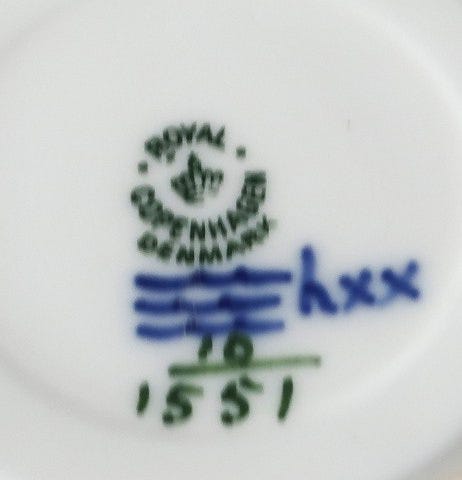 ROYAL
COPENHAGEN
DENMARK
hxx
10
1551